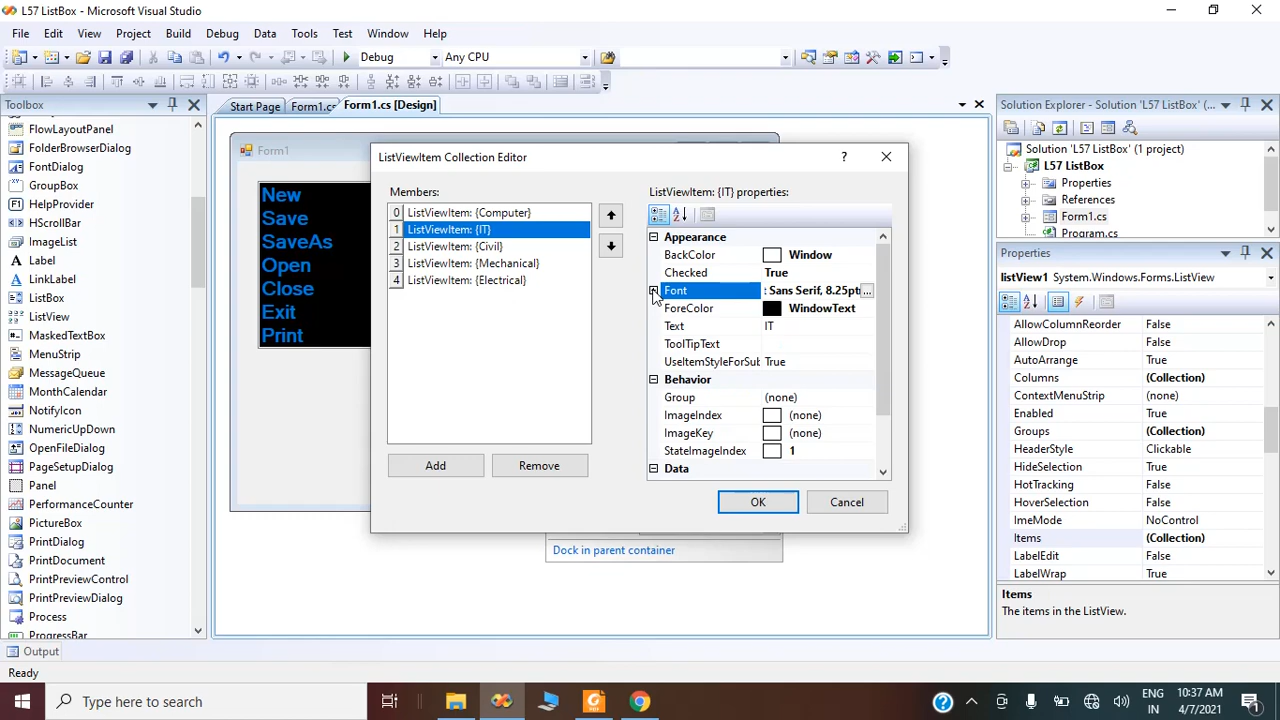 L57 ListBox - Microsoft Visual Studio
File Edit View Project Build Debug Data Tools Test Window Help
Debug Any CPU
Toolbox
Start Page Form1.cs Form1.cs [Design]
Solution Explorer - Solution 'L57 ListBox' (...
FlowLayoutPanel
FolderBrowserDialog
FontDialog
GroupBox
HelpProvider
HScrollBar
ImageList
Label
LinkLabel
ListBox
ListView
MaskedTextBox
MenuStrip
MessageQueue
MonthCalendar
NotifyIcon
NumericUpDown
OpenFileDialog
PageSetupDialog
Panel
PerformanceCounter
PictureBox
PrintDialog
PrintDocument
PrintPreviewControl
PrintPreviewDialog
Process
ProgressBar
Form1
New
Save
SaveAs
Open
Close
Exit
Print
ListViewItem Collection Editor
?
Members:
0 ListViewItem: {Computer}
1 ListViewItem: {IT}
2 ListViewItem: {Civil}
3 ListViewItem: {Mechanical}
4 ListViewItem: {Electrical}
Add Remove
ListViewItem: {IT} properties:
Appearance
BackColor Window
Checked True
Font : Sans Serif, 8.25pt ...
ForeColor WindowText
Text IT
ToolTipText
UseItemStyleForSub True
Behavior
Group (none)
ImageIndex (none)
ImageKey (none)
StateImageIndex 1
Data
OK Cancel
Dock in parent container
Solution 'L57 ListBox' (1 project)
L57 ListBox
Properties
References
Form1.cs
Program.cs
Properties
listView1 System.Windows.Forms.ListView
AllowColumnReorder False
AllowDrop False
AutoArrange True
Columns (Collection)
ContextMenuStrip (none)
Enabled True
Groups (Collection)
HeaderStyle Clickable
HideSelection True
HotTracking False
HoverSelection False
ImeMode NoControl
Items (Collection)
LabelEdit False
LabelWrap True
Items
The items in the ListView.
Output
Ready
Type here to search
ENG
IN
10:37 AM
4/7/2021
1